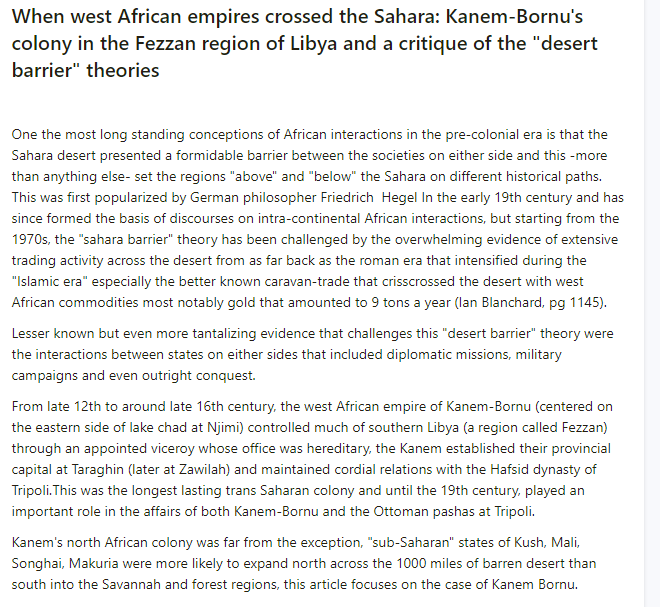 When west African empires crossed the Sahara: Kanem-Bornu's
colony in the Fezzan region of Libya and a critique of the "desert
barrier" theories
One the most long standing conceptions of African interactions in the pre-colonial era is that the
Sahara desert presented a formidable barrier between the societies on either side and this -more
than anything else- set the regions "above" and "below" the Sahara on different historical paths.
This was first popularized by German philosopher Friedrich  Hegel In the early 19th century and has
since formed the basis of discourses on intra-continental African interactions, but starting from the
1970s, the "sahara barrier" theory has been challenged by the overwhelming evidence of extensive
trading activity across the desert from as far back as the roman era that intensified during the
"Islamic era" especially the better known caravan-trade that crisscrossed the desert with west
African commodities most notably gold that amounted to 9 tons a year (Ian Blanchard, pg 1145).
Lesser known but even more tantalizing evidence that challenges this "desert barrier" theory were
the interactions between states on either sides that included diplomatic missions, military
campaigns and even outright conquest.
From late 12th to around late 16th century, the west African empire of Kanem-Bornu (centered on
the eastern side of lake chad at Njimi) controlled much of southern Libya (a region called Fezzan)
through an appointed viceroy whose office was hereditary, the Kanem established their provincial
capital at Taraghin (later at Zawilah) and maintained cordial relations with the Hafsid dynasty of
Tripoli.This was the longest lasting trans Saharan colony and until the 19th century, played an
important role in the affairs of both Kanem-Bornu and the Ottoman pashas at Tripoli.
Kanem's north African colony was far from the exception, "sub-Saharan" states of Kush, Mali,
Songhai, Makuria were more likely to expand north across the 1000 miles of barren desert than
south into the Savannah and forest regions, this article focuses on the case of Kanem Bornu.